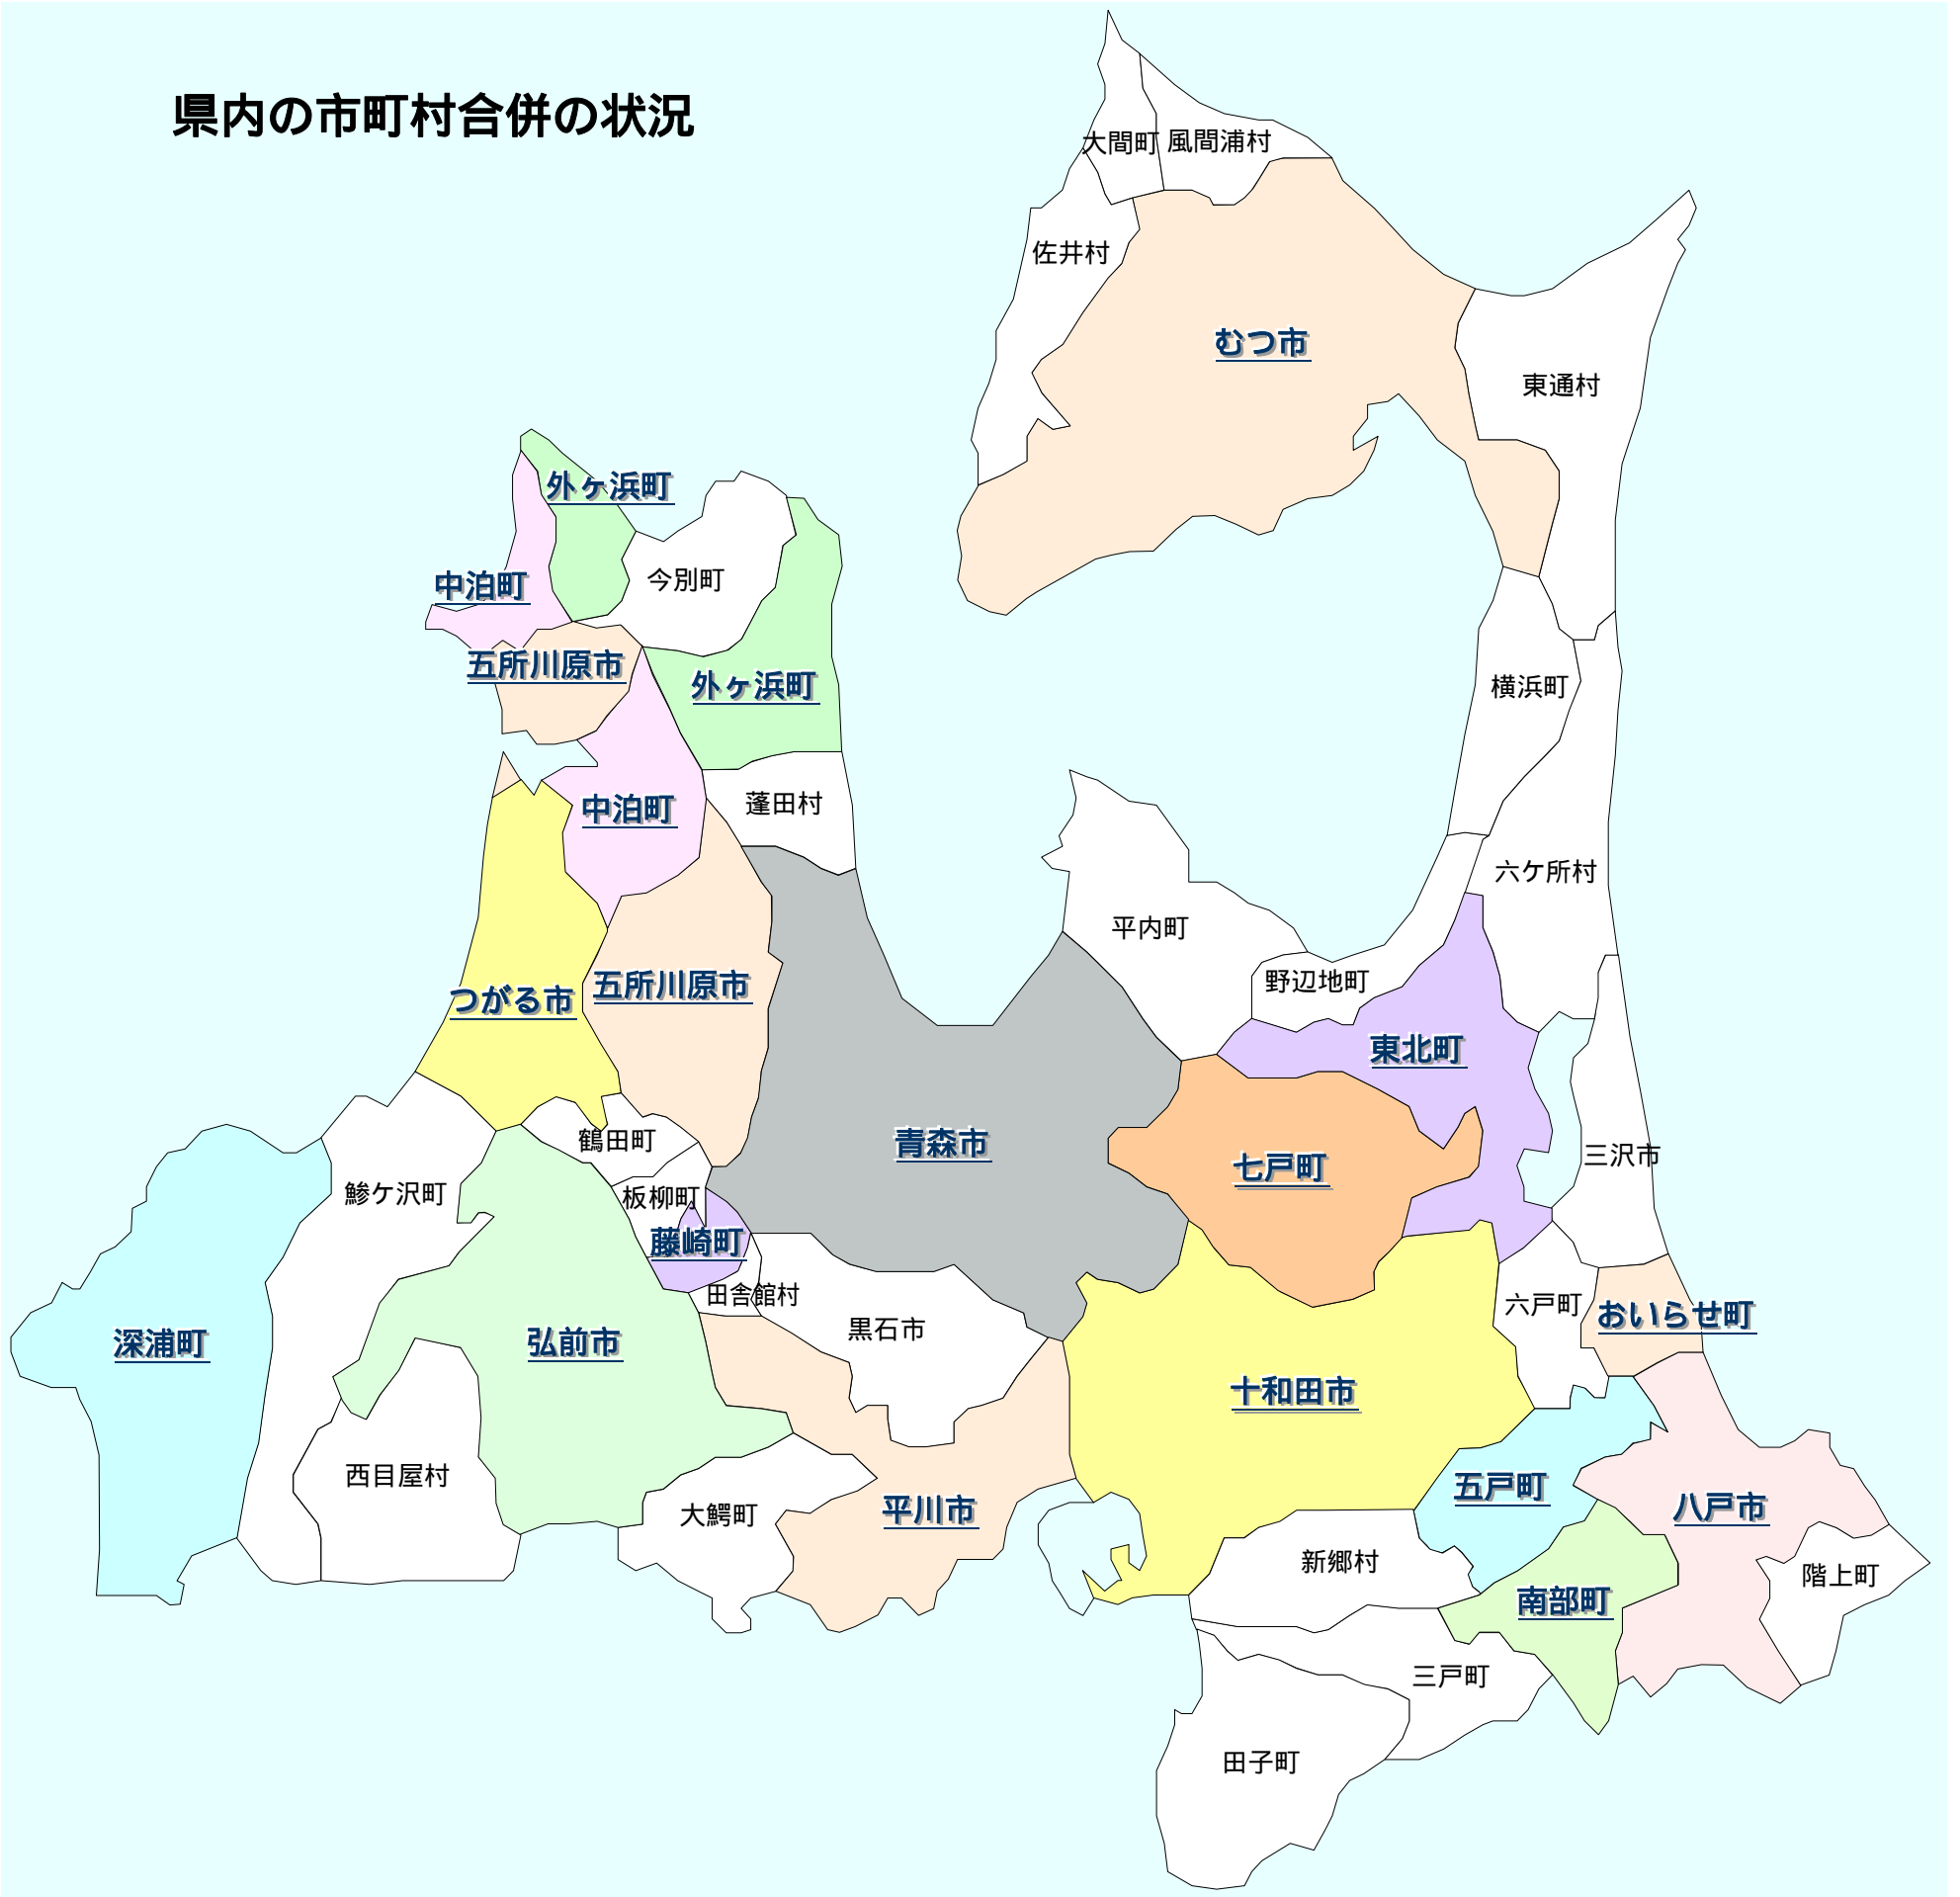 県内の市町村合併の状況
大間町
風間浦村
佐井村
むつ市
東通村
外ヶ浜町
今別町
中泊町
五所川原市
外ヶ浜町
横浜町
中泊町
蓬田村
六ケ所村
平内町
野辺地町
五所川原市
つがる市
東北町
鶴田町
青森市
三沢市
七戸町
鰺ケ沢町
板柳町
藤崎町
田舎館村
六戸町
おいらせ町
黒石市
深浦町
弘前市
十和田市
西目屋村
五戸町
平川市
八戸市
大鰐町
新郷村
階上町
南部町
三戸町
田子町